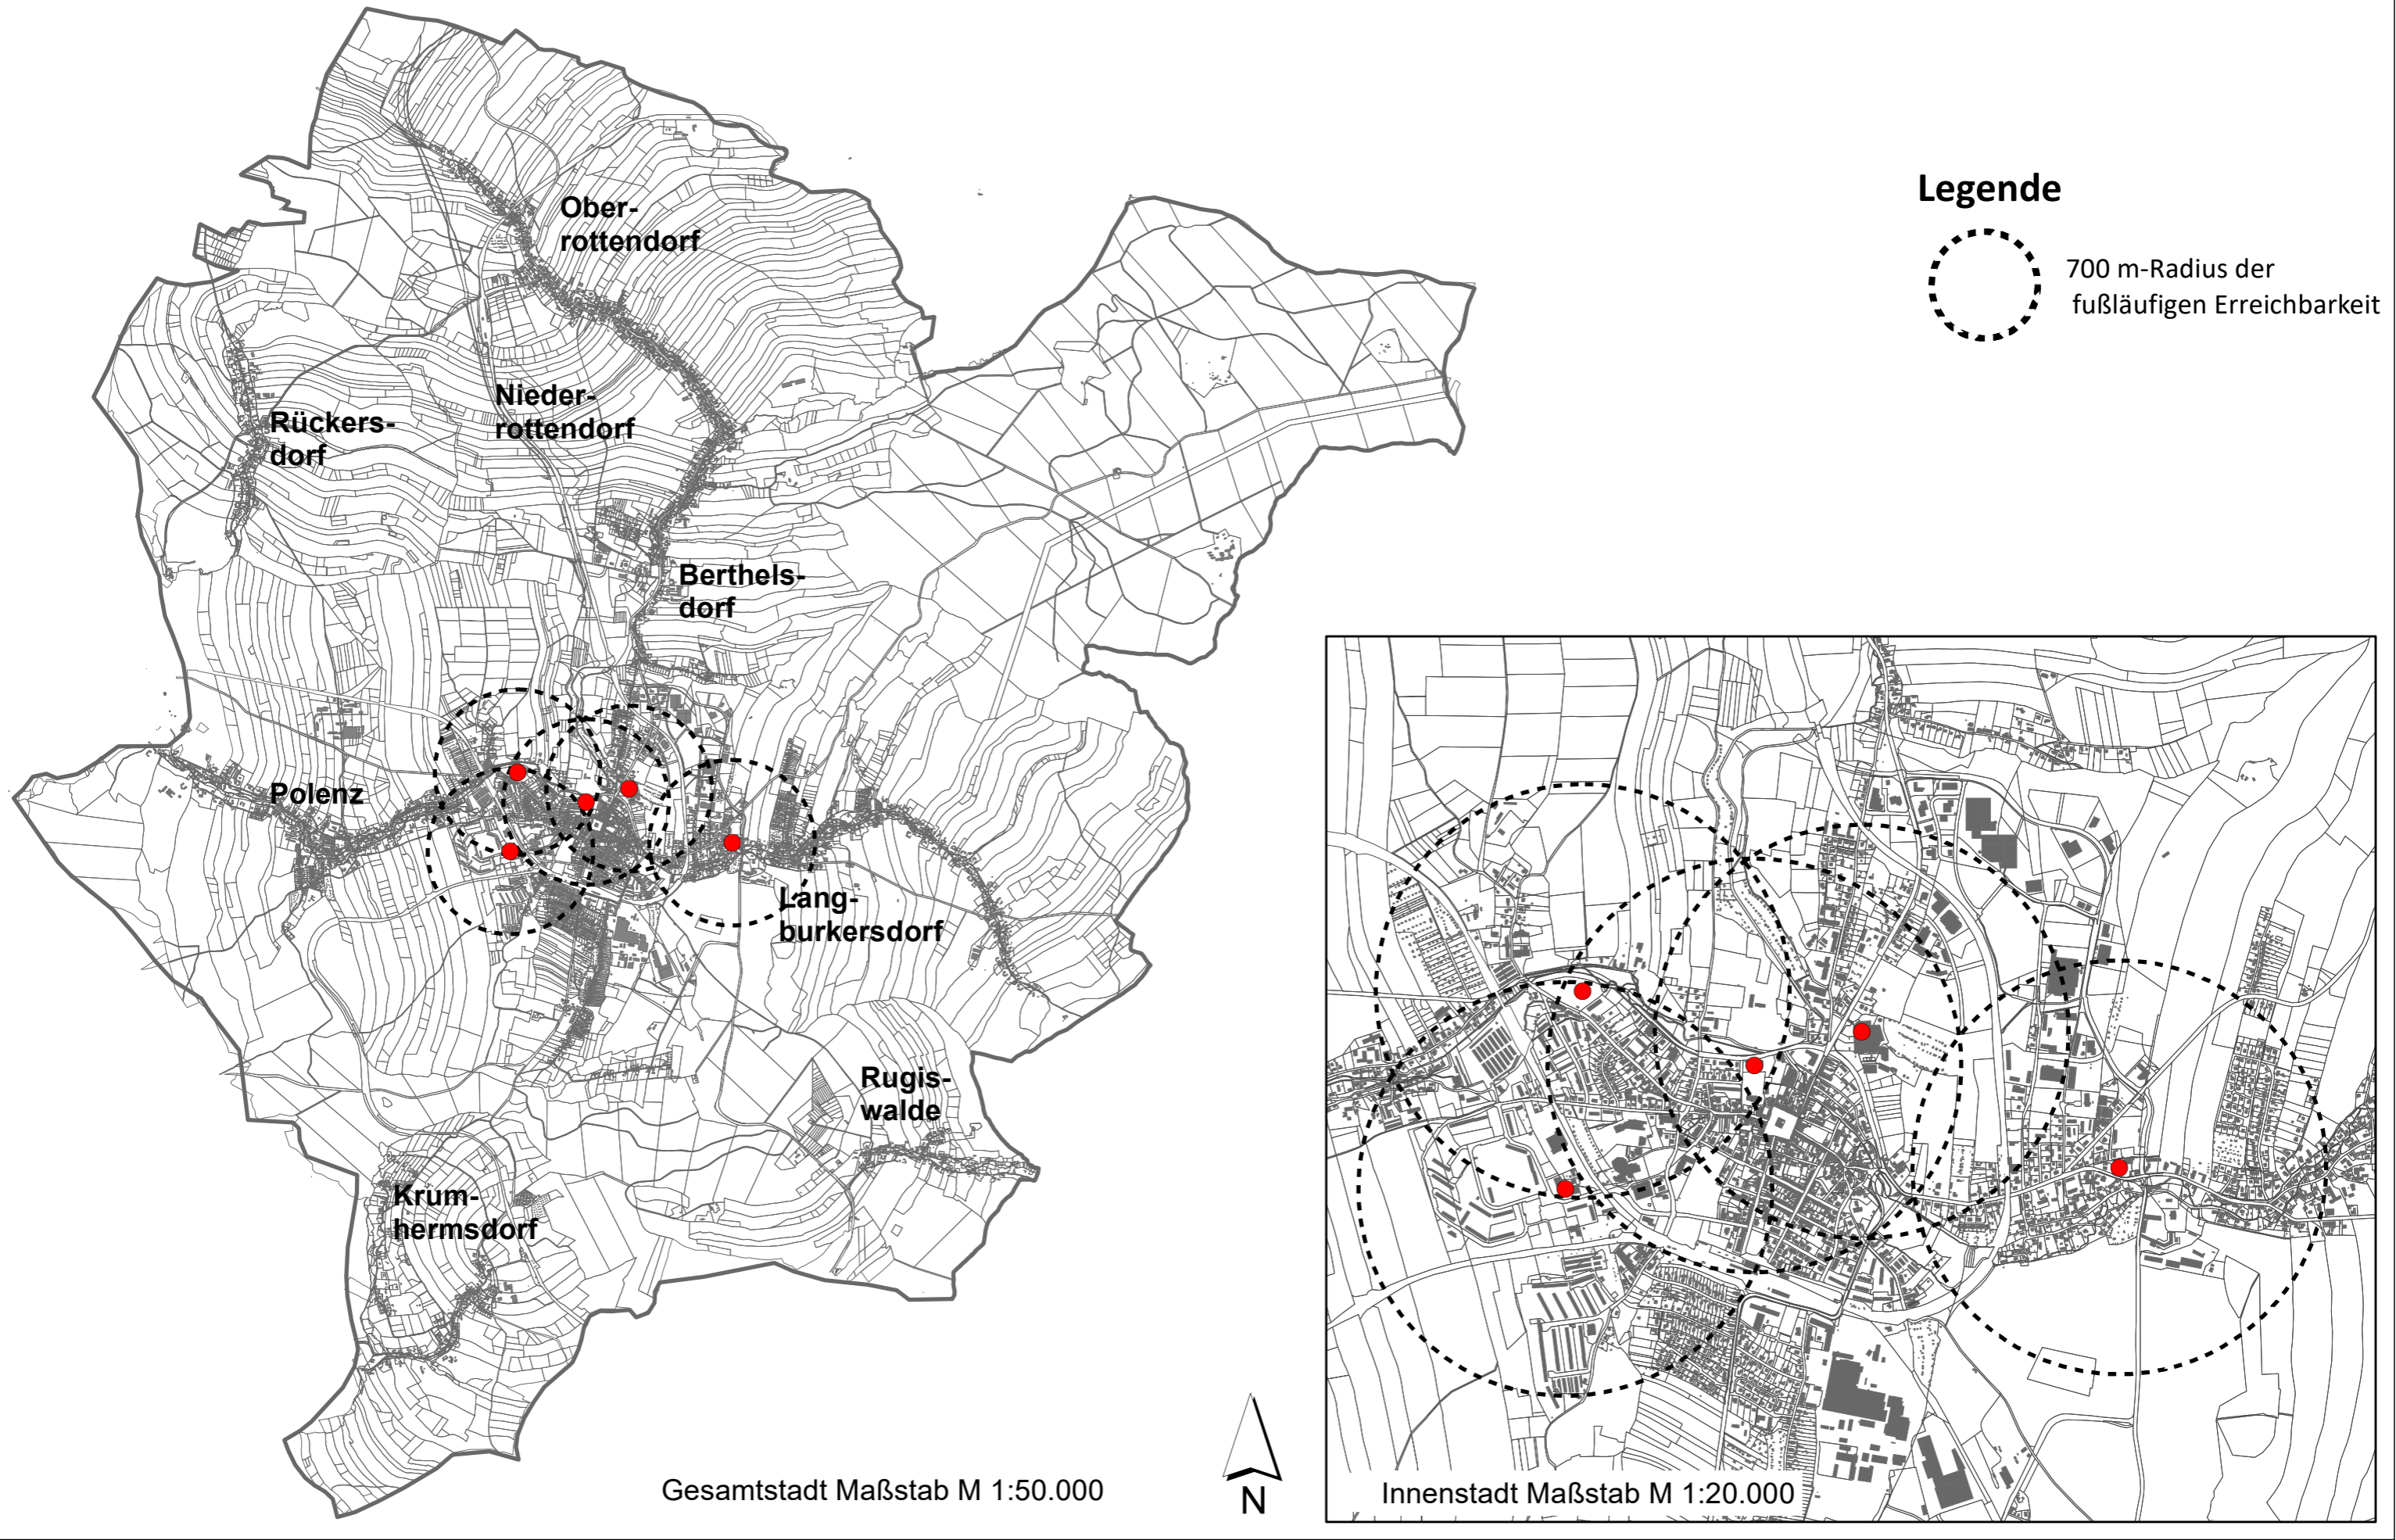 Ober-
rottendorf
Nieder-
rottendorf
Rückers-
dorf
Berthels-
dorf
Polenz
Lang-
burkersdorf
Rugis-
walde
Krum-
hermsdorf
Gesamtstadt Maßstab M 1:50.000
N
Legende
700 m-Radius der
fußläufigen Erreichbarkeit
Innenstadt Maßstab M 1:20.000